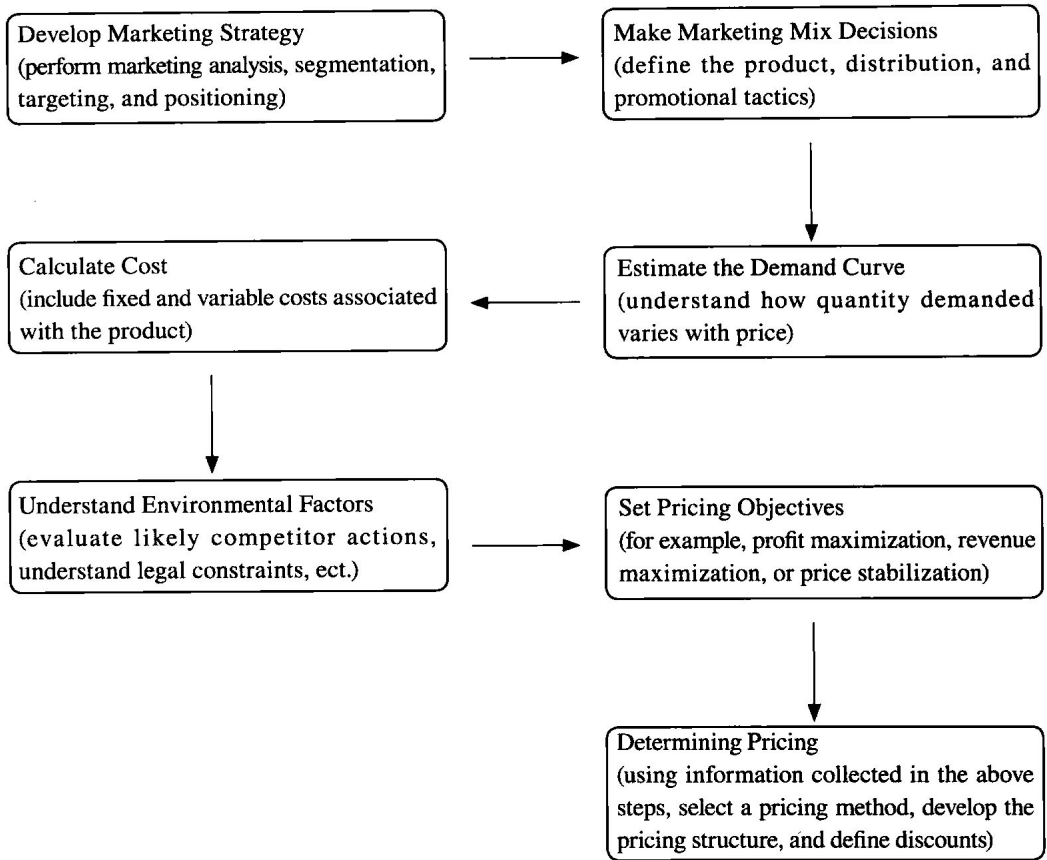 Develop Marketing Strategy
(perform marketing analysis, segmentation,
targeting, and positioning)
Make Marketing Mix Decisions
(define the product, distribution, and
promotional tactics)
Estimate the Demand Curve
(understand how quantity demanded
varies with price)
Calculate Cost
(include fixed and variable costs associated
with the product)
Understand Environmental Factors
(evaluate likely competitor actions,
understand legal constraints, ect.)
Set Pricing Objectives
(for example, profit maximization, revenue
maximization, or price stabilization)
Determining Pricing
(using information collected in the above
steps, select a pricing method, develop the
pricing structure, and define discounts)